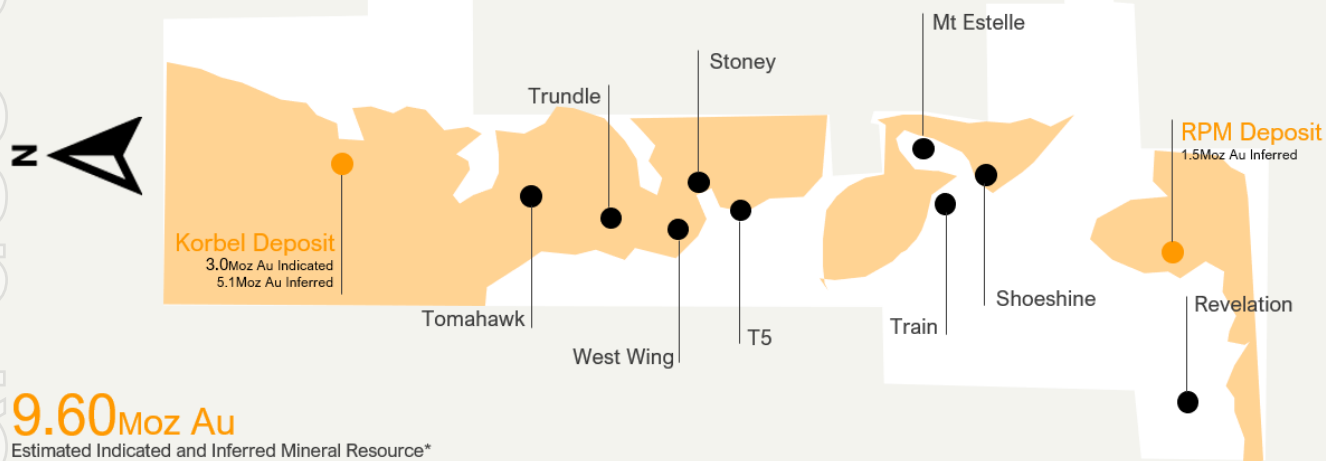 Mt Estelle
Stoney
Trundle
RPM Deposit
1.5Moz Au Inferred
N
Korbel Deposit
3.0Moz Au Indicated
5.1Moz Au Inferred
Tomahawk
West Wing
T5
Train
Shoeshine
Revelation
9.60Moz Au
Estimated Indicated and Inferred Mineral Resource*